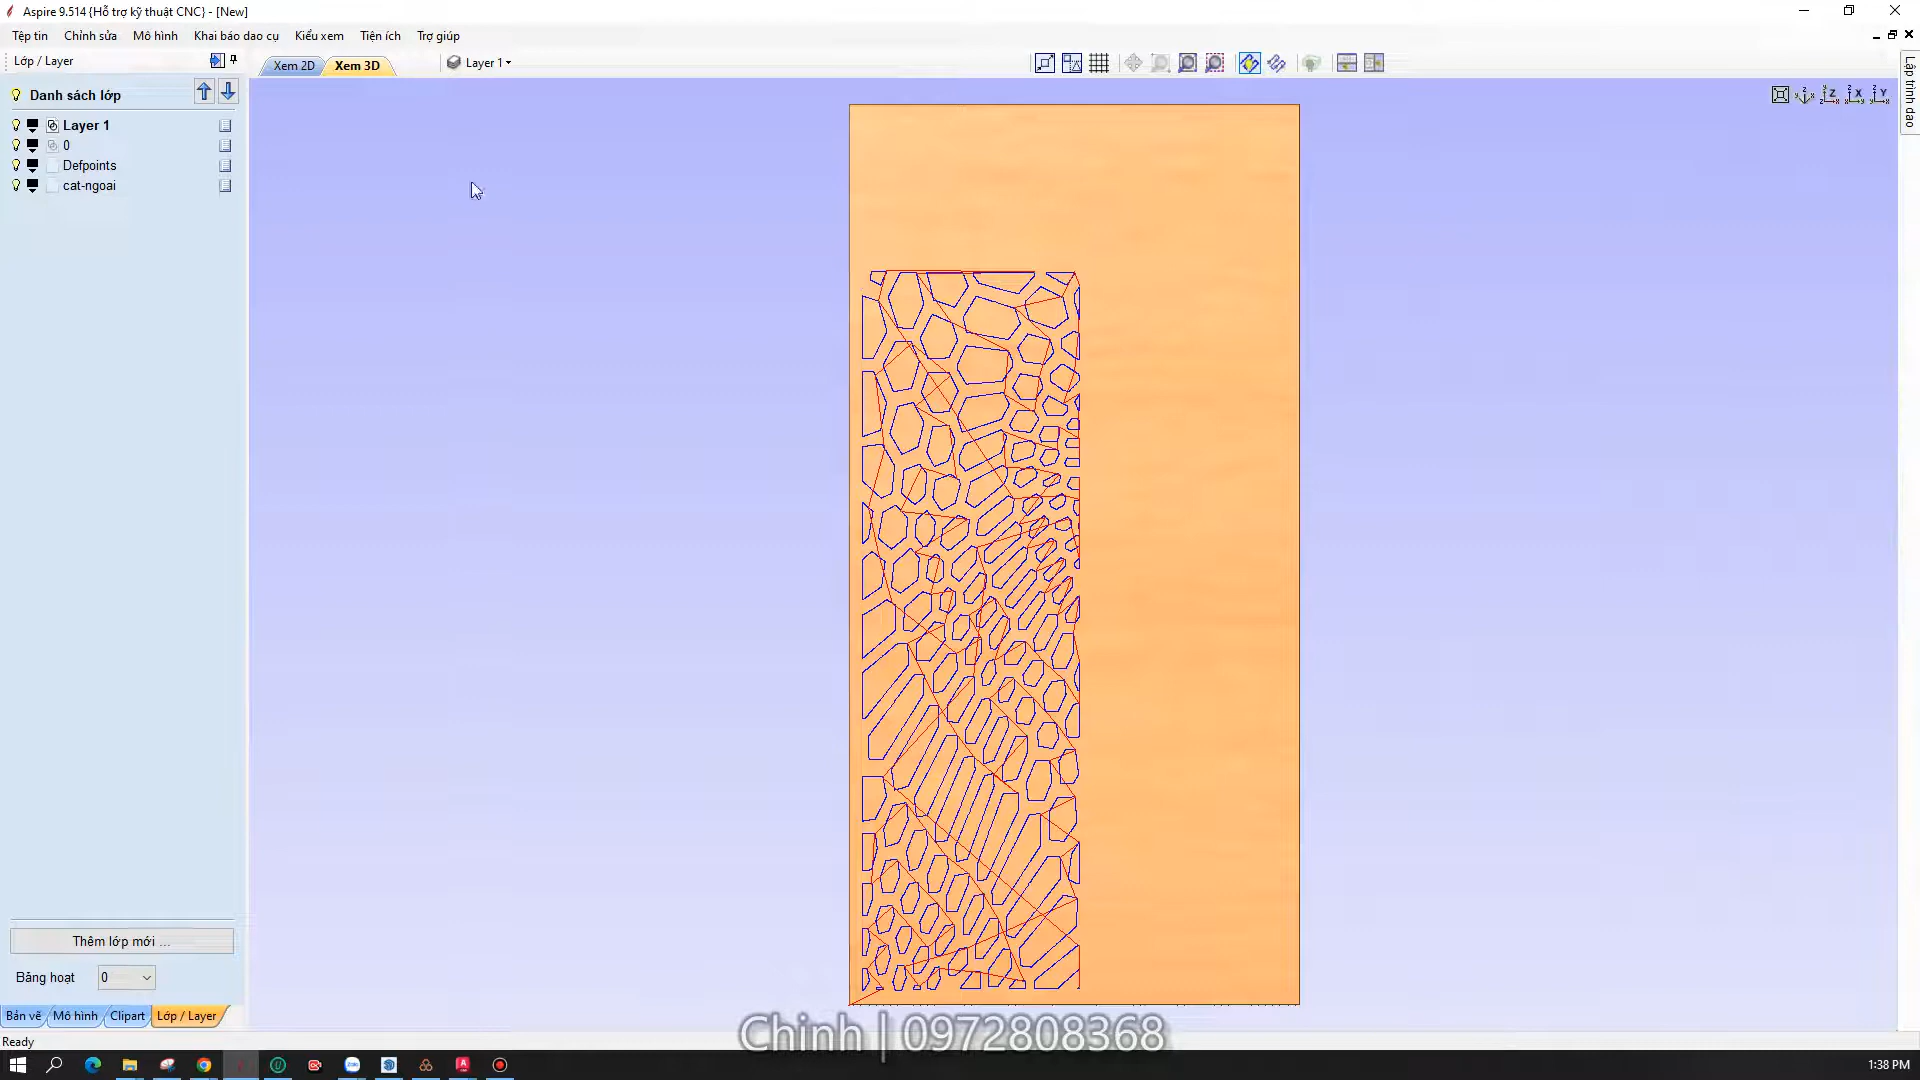 Aspire 9.514 {Hỗ trợ kỹ thuật CNC} - [New]
Tệp tin Chỉnh sửa Mô hình Khai báo dao cụ Kiểu xem Tiện ích Trợ giúp
Lớp / Layer
Xem 2D Xem 3D Layer 1
Danh sách lớp
Layer 1
0
Defpoints
cat-ngoai
Z X Y
Lập trình dao
Thêm lớp mới ...
Bảng hoạt 0
Bản vẽ Mô hình Clipart Lớp / Layer
Chinh | 0972808368
Ready
1:38 PM